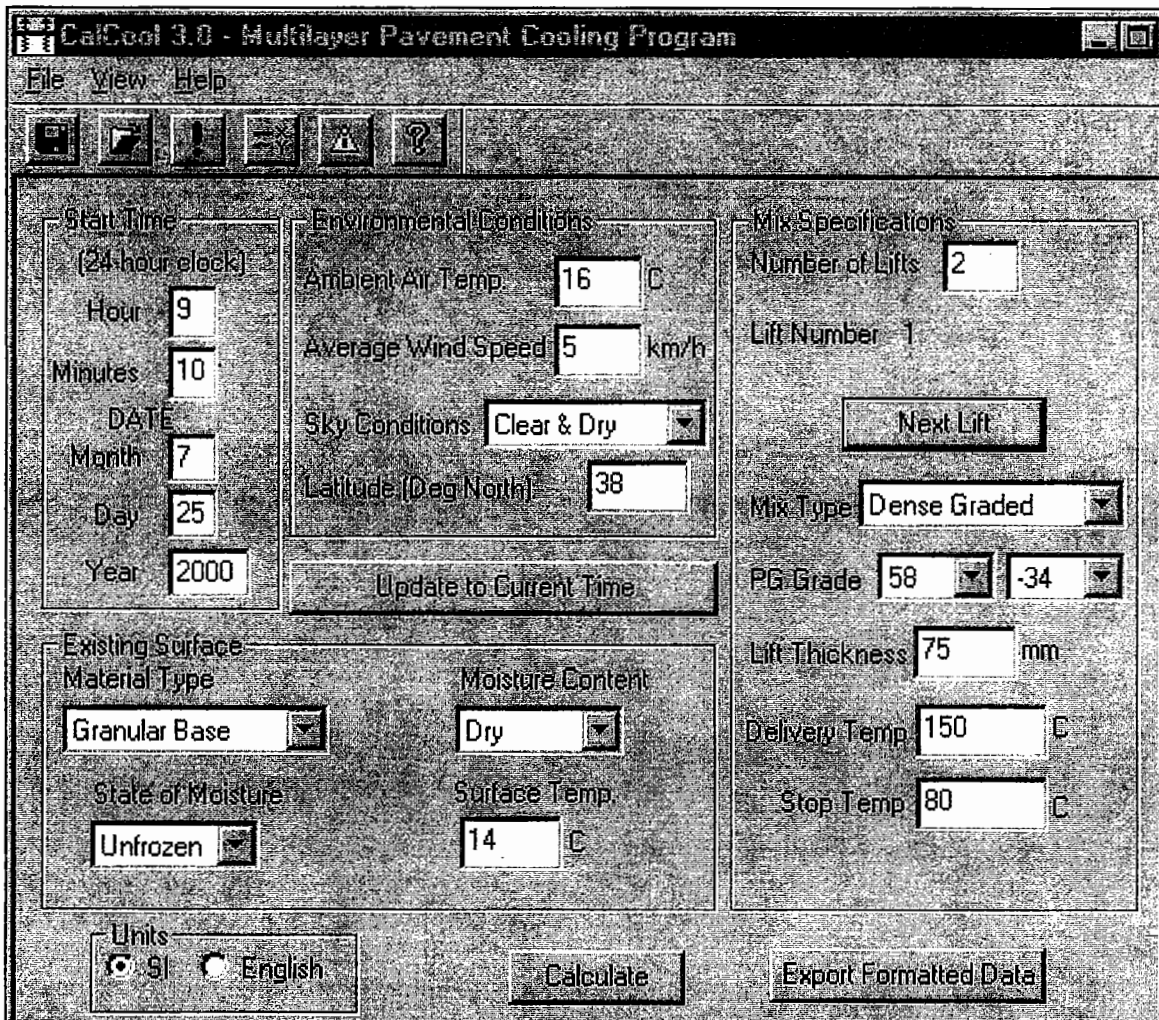 CalCool 3.0 - Multilayer Pavement Cooling Program
File View Help
Start Time
(24-hour clock)
Hour 9
Minutes 10
DATE
Month 7
Day 25
Year 2000
Environmental Conditions
Ambient Air Temp. 16 C
Average Wind Speed 5 km/h
Sky Conditions Clear & Dry
Latitude (Deg North) 38
Update to Current Time
Mix Specifications
Number of Lifts 2
Lift Number 1
Next Lift
Mix Type Dense Graded
PG Grade 58 -34
Lift Thickness 75 mm
Delivery Temp 150 C
Stop Temp 80 C
Existing Surface
Material Type Moisture Content
Granular Base Dry
State of Moisture Surface Temp.
Unfrozen 14 C
Units
SI English
Calculate
Export Formatted Data